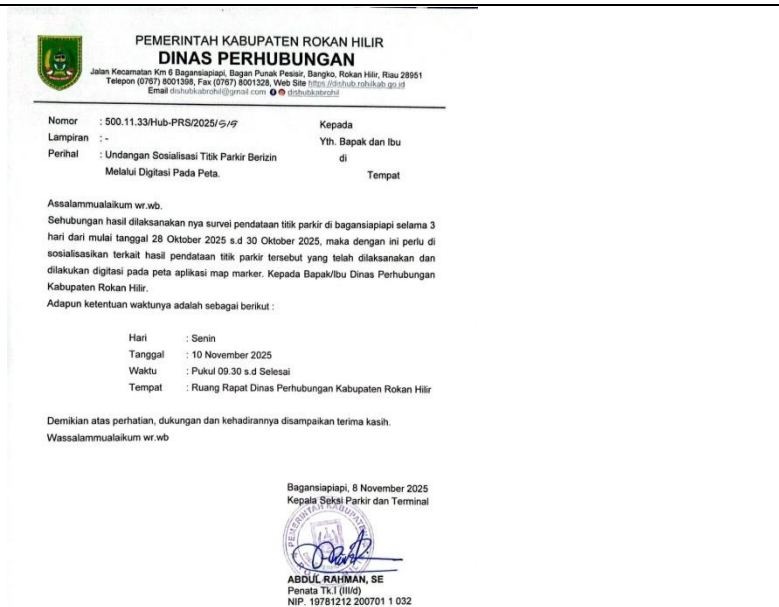 PEMERINTAH KABUPATEN ROKAN HILIR
DINAS PERHUBUNGAN
Jalan Kecamatan Km 6 Bagansiapiapi, Bagan Punak Pesisir, Bangko, Rokan Hilir, Riau 28951
Telepon (0767) 8001398, Fax (0767) 8001328, Web Site https://dishub.rohilkab.go.id
Email dishubkabrohil@gmail.com dishubkabrohil
Nomor : 500.11.33/Hub-PRS/2025/
Lampiran : -
Perihal : Undangan Sosialisasi Titik Parkir Berizin
Melalui Digitasi Pada Peta.
Kepada
Yth. Bapak dan Ibu
di
Tempat
Assalammualaikum wr.wb.
Sehubungan hasil dilaksanakan nya survei pendataan titik parkir di bagansiapiapi selama 3
hari dari mulai tanggal 28 Oktober 2025 s.d 30 Oktober 2025, maka dengan ini perlu di
sosialisasikan terkait hasil pendataan titik parkir tersebut yang telah dilaksanakan dan
dilakukan digitasi pada peta aplikasi map marker. Kepada Bapak/Ibu Dinas Perhubungan
Kabupaten Rokan Hilir.
Adapun ketentuan waktunya adalah sebagai berikut :
Hari : Senin
Tanggal : 10 November 2025
Waktu : Pukul 09.30 s.d Selesai
Tempat : Ruang Rapat Dinas Perhubungan Kabupaten Rokan Hilir
Demikian atas perhatian, dukungan dan kehadirannya disampaikan terima kasih.
Wassalammualaikum wr.wb
Bagansiapiapi, 8 November 2025
Kepala Seksi Parkir dan Terminal
PEMERINTAH KABUPATEN
ABDUL RAHMAN, SE
Penata Tk.I (III/d)
NIP. 19781212 200701 1 032